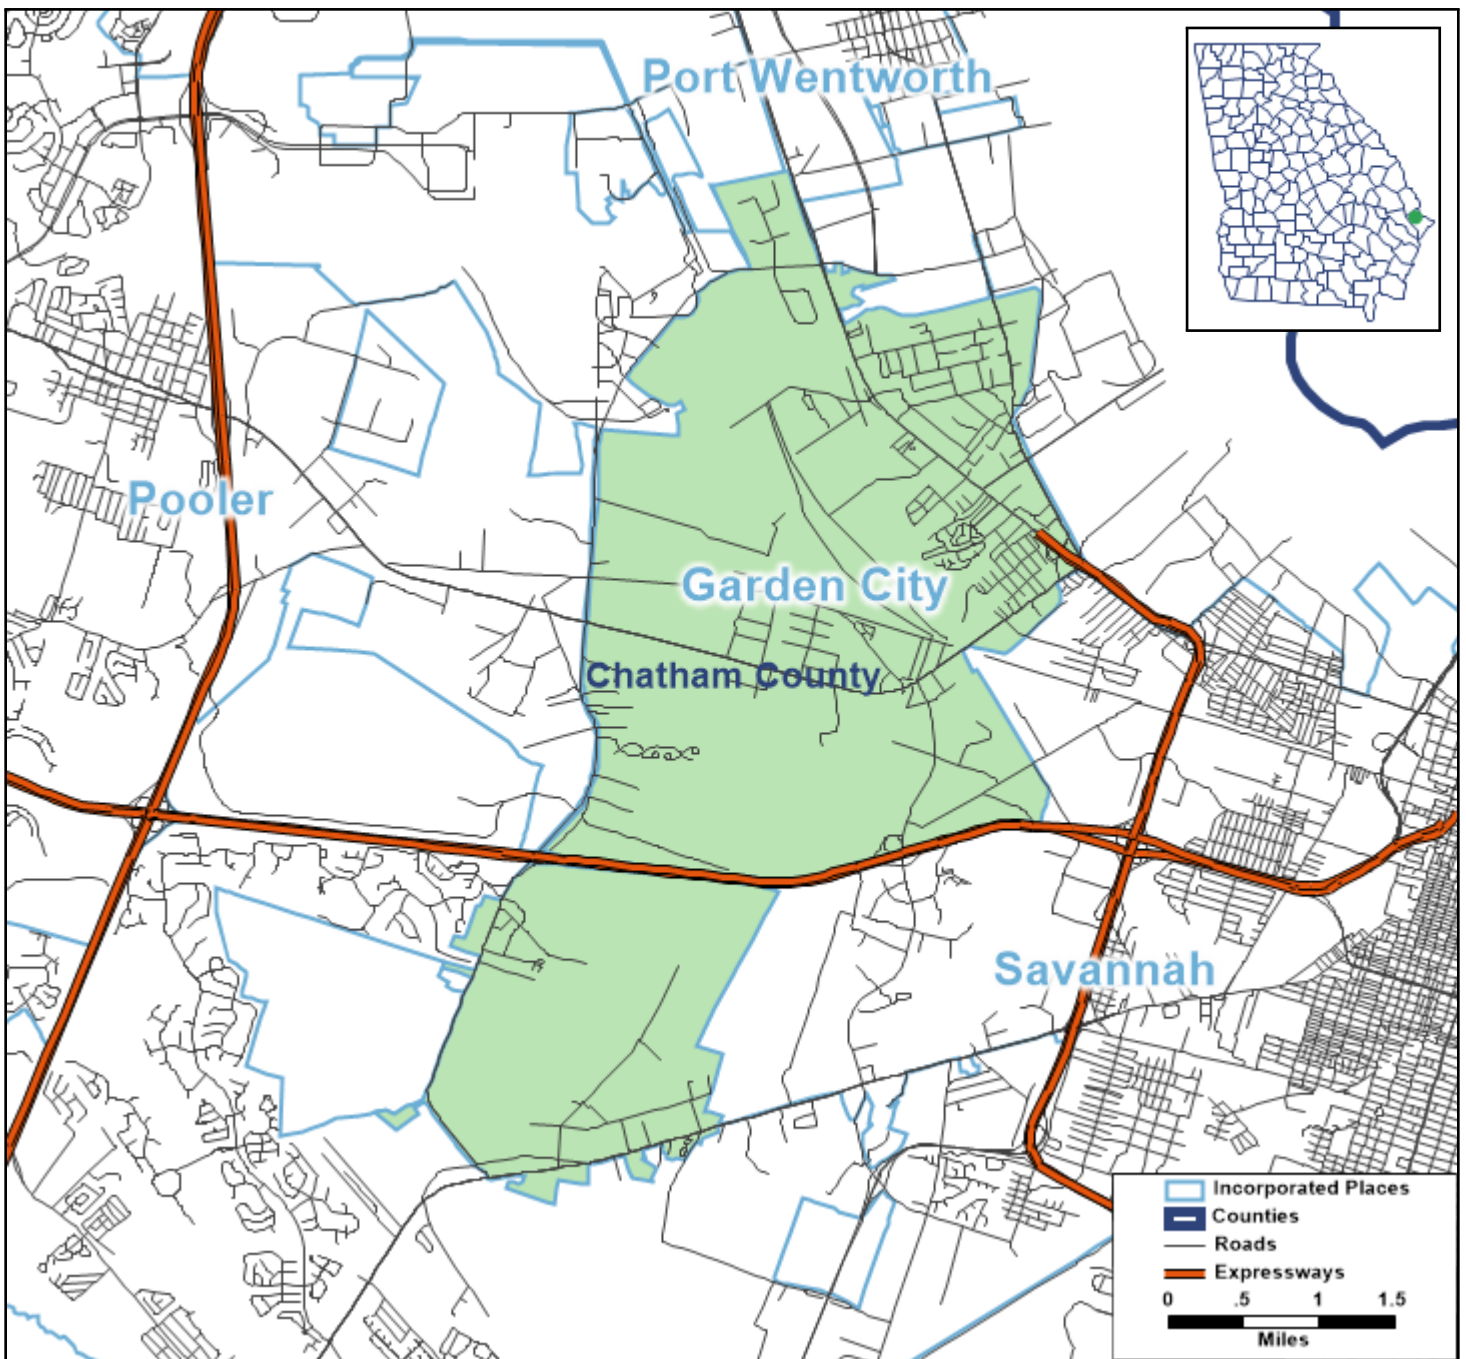 Port Wentworth
Pooler
Garden City
Chatham County
Savannah
Incorporated Places
Counties
Roads
Expressways
0 .5 1 1.5
Miles